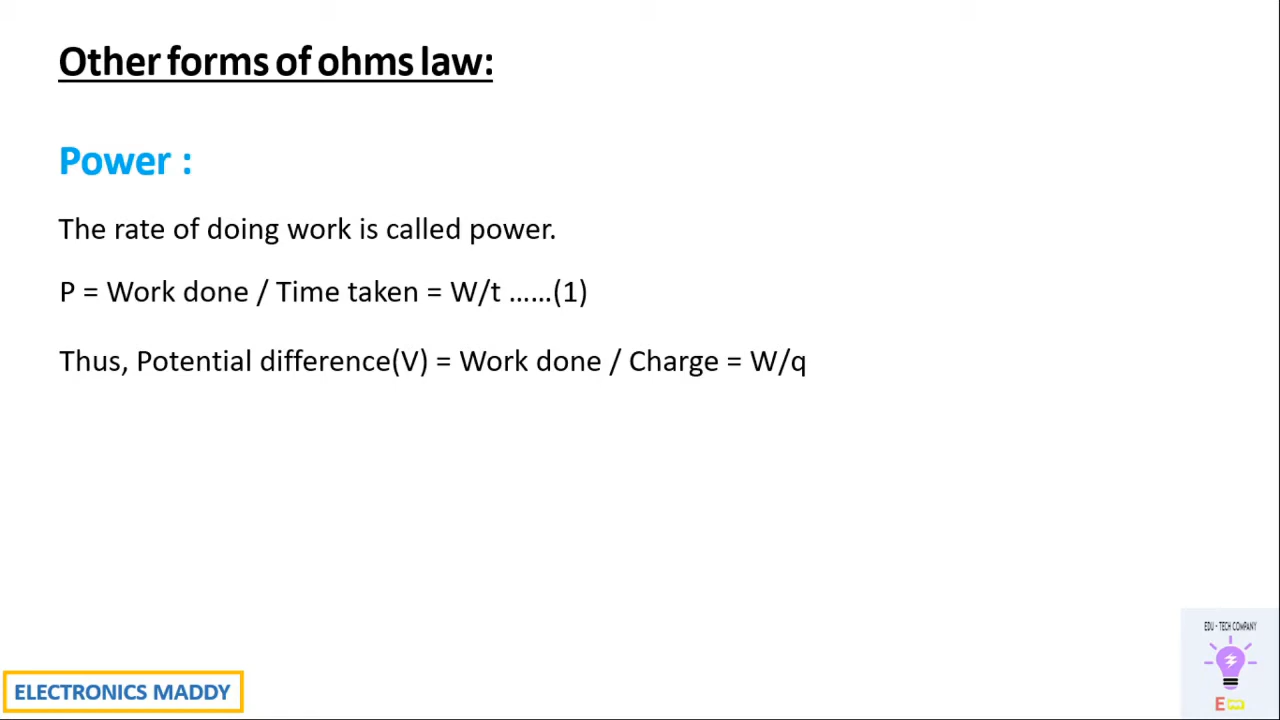 Other forms of ohms law:
Power :
The rate of doing work is called power.
P = Work done / Time taken = W/t ......(1)
Thus, Potential difference(V) = Work done / Charge = W/q
EDU - TECH COMPANY
Em
ELECTRONICS MADDY